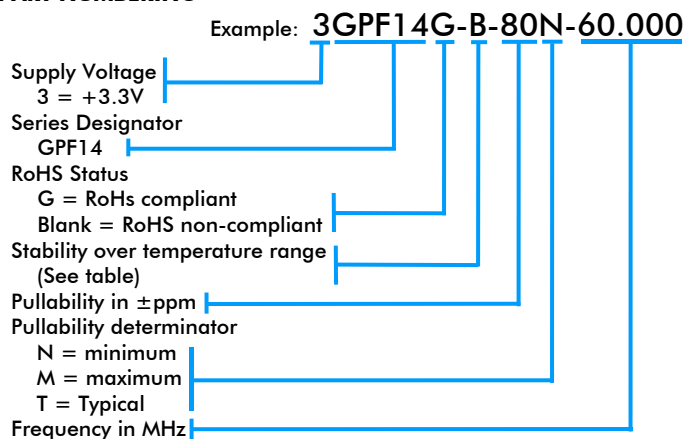 Example: 3GPF14G-B-80N-60.000
Supply Voltage
3 = +3.3V
Series Designator
GPF14
RoHS Status
G = RoHs compliant
Blank = RoHS non-compliant
Stability over temperature range
(See table)
Pullability in ±ppm
Pullability determinator
N = minimum
M = maximum
T = Typical
Frequency in MHz